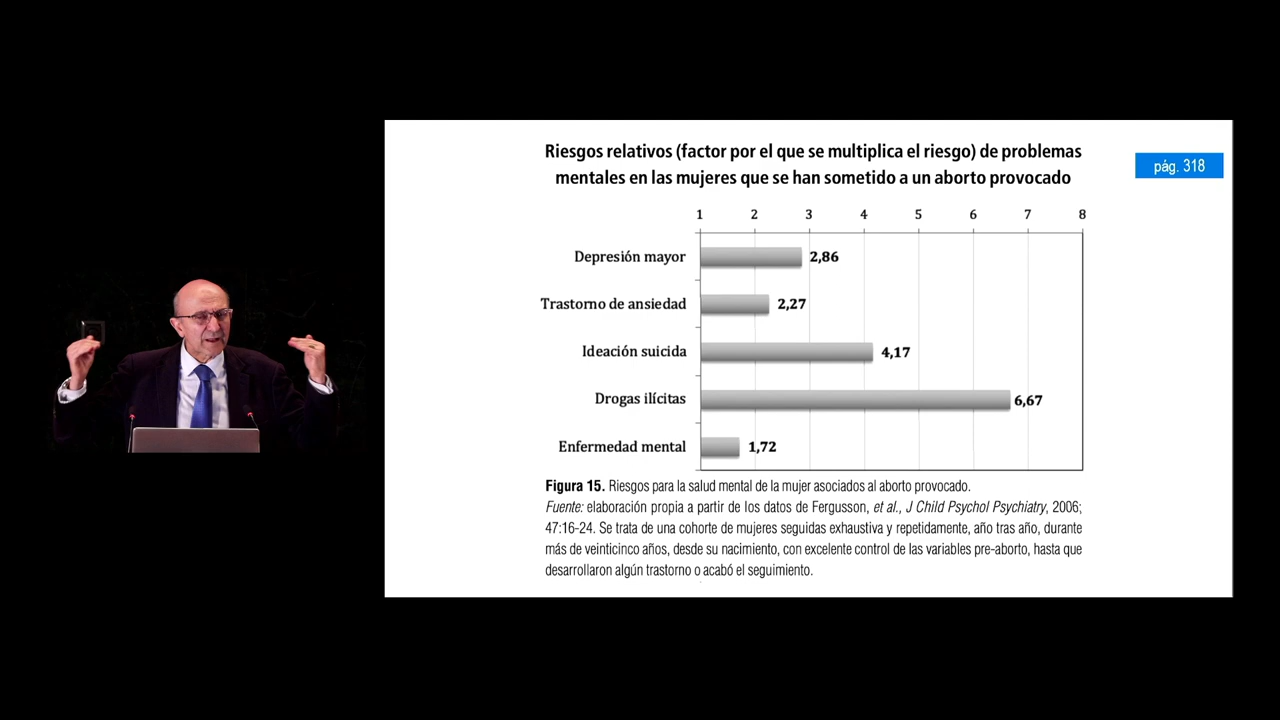 Riesgos relativos (factor por el que se multiplica el riesgo) de problemas
mentales en las mujeres que se han sometido a un aborto provocado
pág. 318
1 2 3 4 5 6 7 8
Depresión mayor 2,86
Trastorno de ansiedad 2,27
Ideación suicida 4,17
Drogas ilícitas 6,67
Enfermedad mental 1,72
Figura 15. Riesgos para la salud mental de la mujer asociados al aborto provocado.
Fuente: elaboración propia a partir de los datos de Fergusson, et al., J Child Psychol Psychiatry, 2006;
47:16-24. Se trata de una cohorte de mujeres seguidas exhaustiva y repetidamente, año tras año, durante
más de veinticinco años, desde su nacimiento, con excelente control de las variables pre-aborto, hasta que
desarrollaron algún trastorno o acabó el seguimiento.